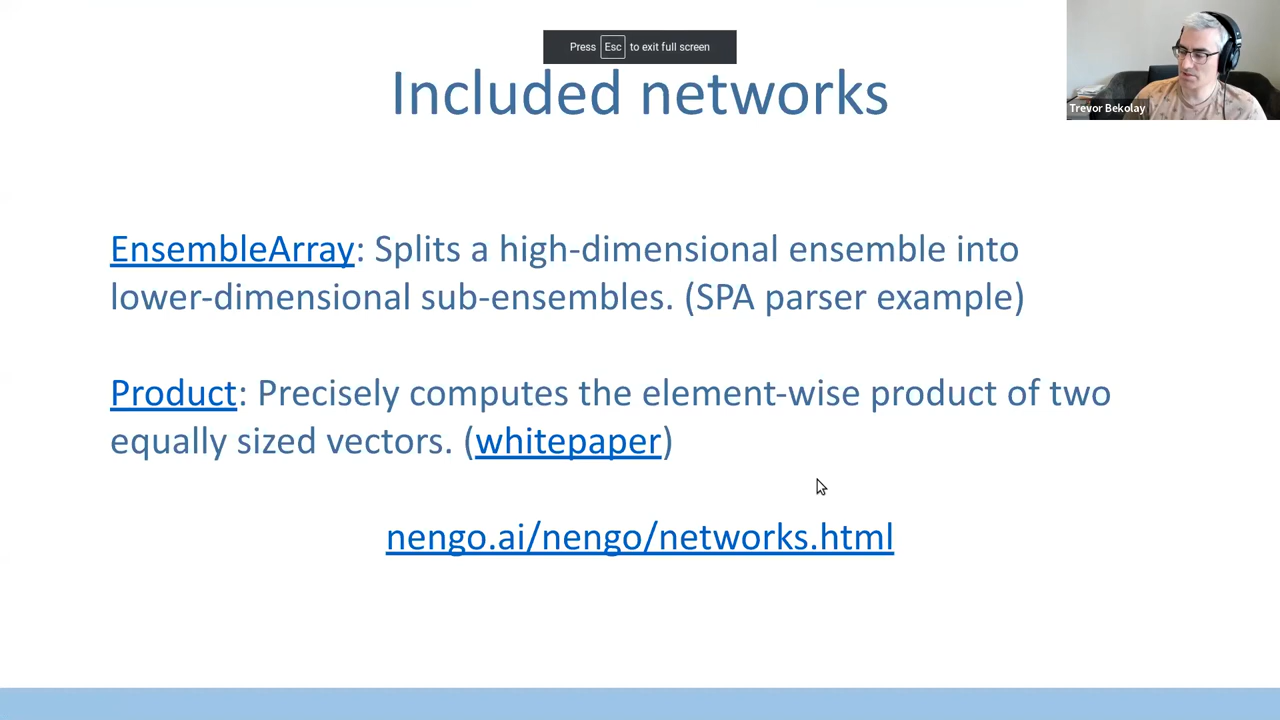 Press Esc to exit full screen
Included networks
Trevor Bekolay
EnsembleArray: Splits a high-dimensional ensemble into
lower-dimensional sub-ensembles. (SPA parser example)
Product: Precisely computes the element-wise product of two
equally sized vectors. (whitepaper)
nengo.ai/nengo/networks.html